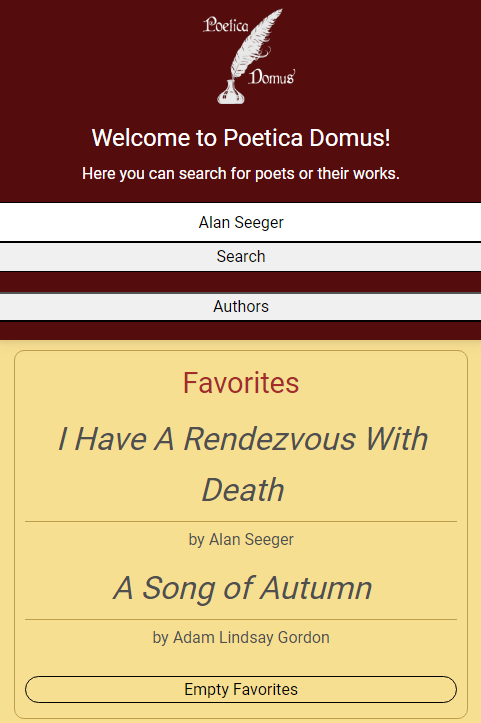 Poetica
Domus
Welcome to Poetica Domus!
Here you can search for poets or their works.
Alan Seeger
Search
Authors
Favorites
I Have A Rendezvous With
Death
by Alan Seeger
A Song of Autumn
by Adam Lindsay Gordon
Empty Favorites